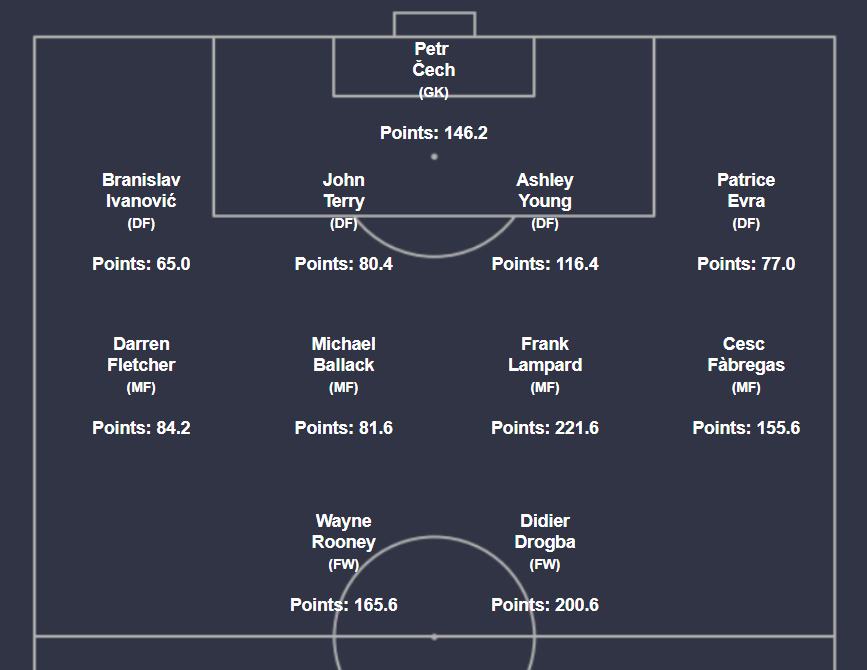 Petr
Čech
(GK)
Points: 146.2
Branislav
Ivanović
(DF)
Points: 65.0
John
Terry
(DF)
Points: 80.4
Ashley
Young
(DF)
Points: 116.4
Patrice
Evra
(DF)
Points: 77.0
Darren
Fletcher
(MF)
Points: 84.2
Michael
Ballack
(MF)
Points: 81.6
Frank
Lampard
(MF)
Points: 221.6
Cesc
Fàbregas
(MF)
Points: 155.6
Wayne
Rooney
(FW)
Points: 165.6
Didier
Drogba
(FW)
Points: 200.6